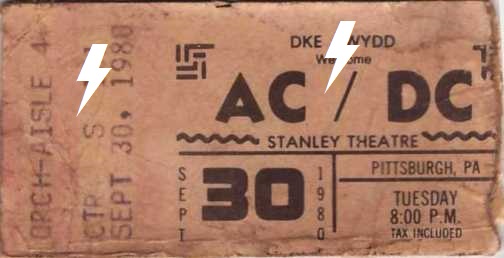 ORCH-AISLE 4
CTR S
SEPT 30, 1980
DKE WYDD
AC / DC
STANLEY THEATRE
SEPT 30 1980
PITTSBURGH, PA
TUESDAY
8:00 P.M.
TAX INCLUDED